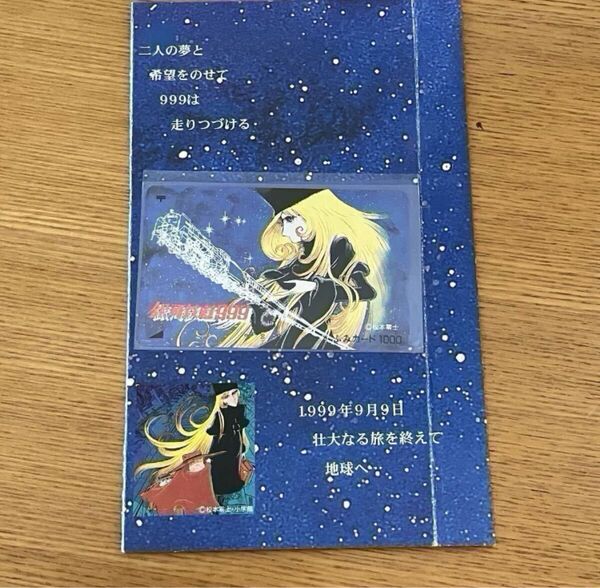 二人の夢と
希望をのせて
999は
走りつづける・
〒
銀河鉄道999
©松本零士
ふみカード 1000
©松本零士・小学館
1999年9月9日
壮大なる旅を終えて
地球へ…